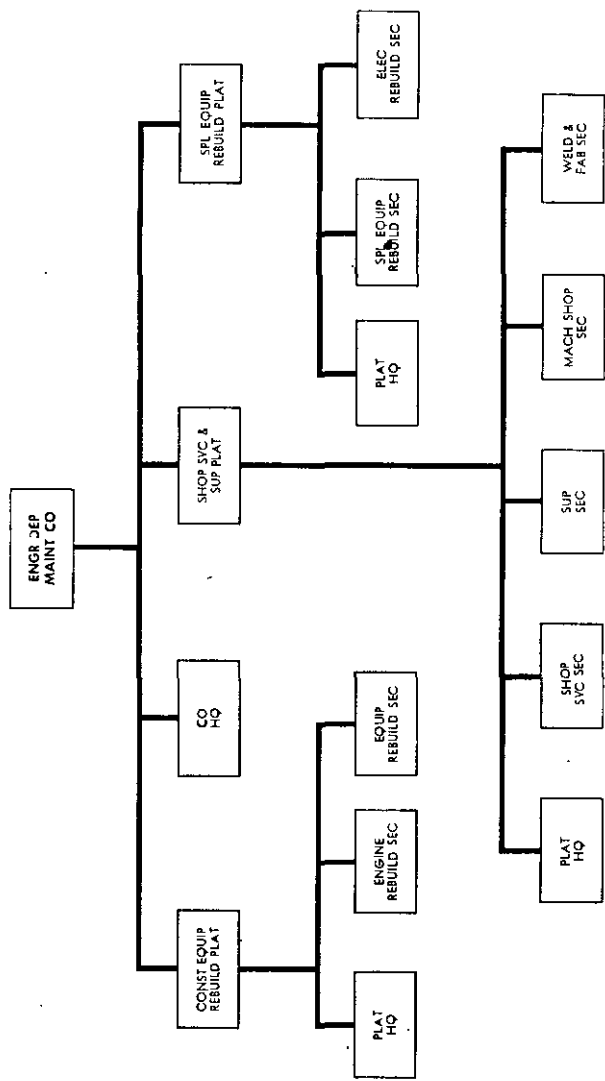 ENGR DEP
MAINT CO
CONST EQUIP
REBUILD PLAT
CO
HQ
SHOP SVC &
SUP PLAT
SPL EQUIP
REBUILD PLAT
PLAT
HQ
ENGINE
REBUILD SEC
EQUIP
REBUILD SEC
PLAT
HQ
SPL EQUIP
REBUILD SEC
ELEC
REBUILD SEC
PLAT
HQ
SHOP
SVC SEC
SUP
SEC
MACH SHOP
SEC
WELD &
FAB SEC